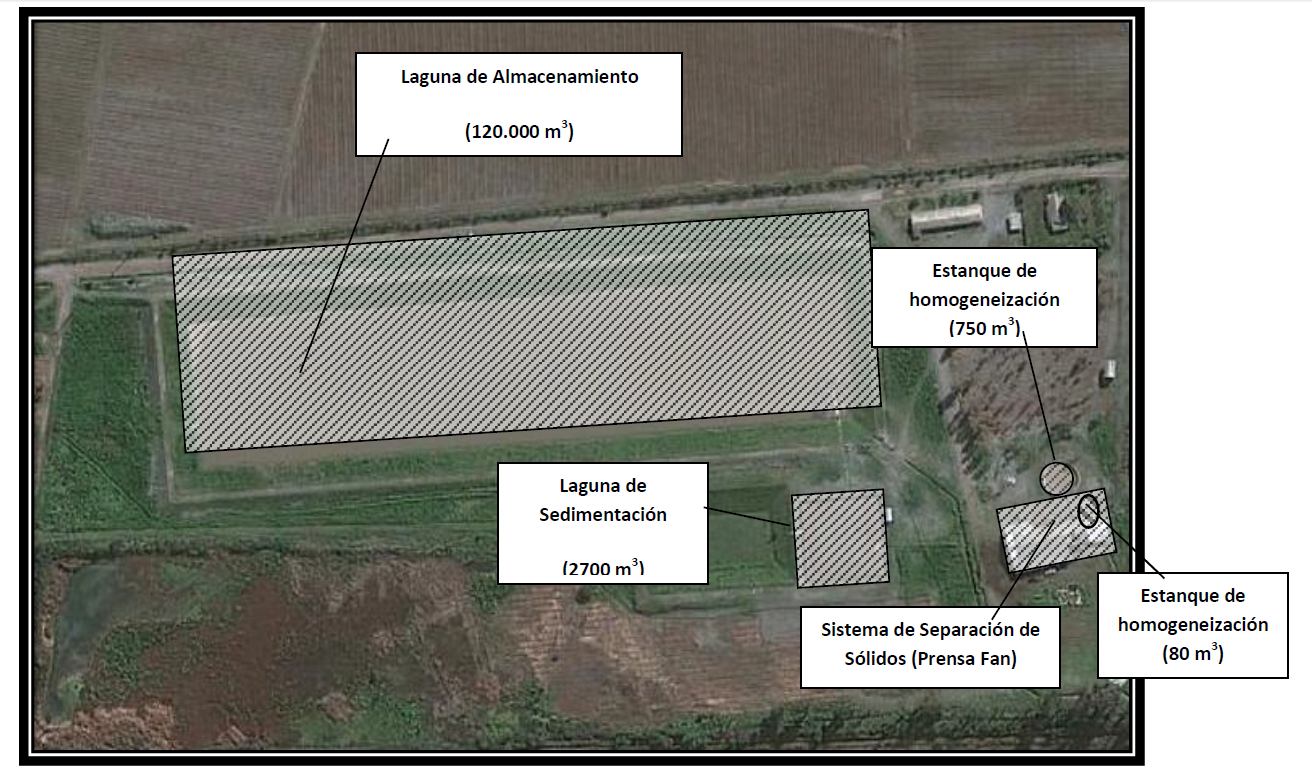 Laguna de Almacenamiento
(120.000 m³)
Estanque de
homogeneización
(750 m³)
Laguna de
Sedimentación
(2700 m³)
Sistema de Separación de
Sólidos (Prensa Fan)
Estanque de
homogeneización
(80 m³)